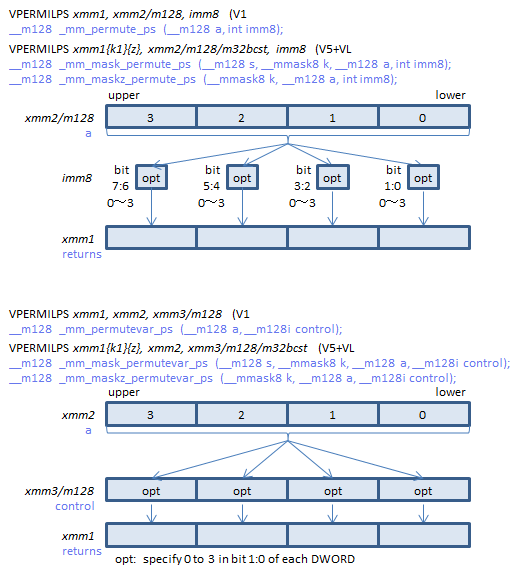 VPERMILPS xmm1, xmm2/m128, imm8 (V1
__m128 _mm_permute_ps (__m128 a, int imm8);
VPERMILPS xmm1{k1}{z}, xmm2/m128/m32bcst, imm8 (V5+VL
__m128 _mm_mask_permute_ps (__m128 s, __mmask8 k, __m128 a, int imm8);
__m128 _mm_maskz_permute_ps (__mmask8 k, __m128 a, int imm8);
upper lower
xmm2/m128 3 2 1 0
a
imm8 bit 7:6 0～3 opt bit 5:4 0～3 opt bit 3:2 0～3 opt bit 1:0 0～3 opt
xmm1
returns
VPERMILPS xmm1, xmm2, xmm3/m128 (V1
__m128 _mm_permutevar_ps (__m128 a, __m128i control);
VPERMILPS xmm1{k1}{z}, xmm2, xmm3/m128/m32bcst (V5+VL
__m128 _mm_mask_permutevar_ps (__m128 s, __mmask8 k, __m128 a, __m128i control);
__m128 _mm_maskz_permutevar_ps (__mmask8 k, __m128 a, __m128i control);
upper lower
xmm2 3 2 1 0
a
xmm3/m128 opt opt opt opt
control
xmm1
returns
opt: specify 0 to 3 in bit 1:0 of each DWORD